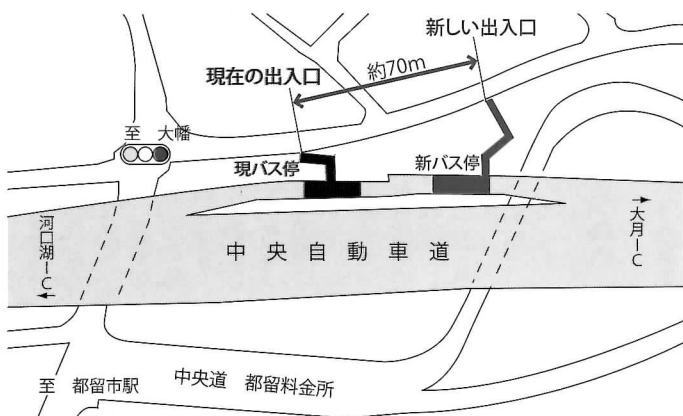 新しい出入口
約70m
現在の出入口
至 大幡
現バス停
新バス停
河口湖IC
←
中央自動車道
→
大月IC
至 都留市駅
中央道 都留料金所